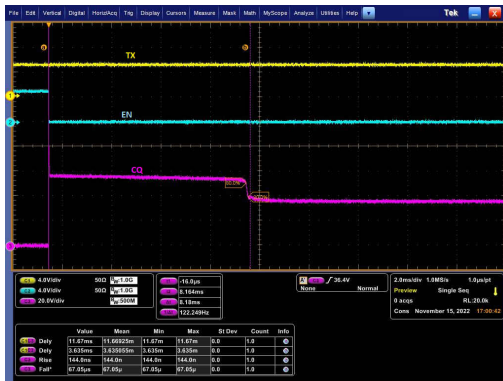 File Edit Vertical Digital Horiz/Acq Trig Display Cursors Measure Mask Math MyScope Analyze Utilities Help Tek
TX
EN
CQ
4.0V/div 50Ω 1.0G
4.0V/div 50Ω 1.0G
20.0V/div 500M
-16.0µs
8.164ms
8.18ms
122.249Hz
36.4V
None Normal
2.0ms/div 1.0MS/s 1.0µs/pt
Preview Single Seq
0 acqs RL:20.0k
Cons November 15, 2022 17:00:42
Value Mean Min Max St Dev Count Info
Dely 11.67ms 11.66925m 11.67m 11.67m 0.0 1.0
Dely 3.635ms 3.635055m 3.635m 3.635m 0.0 1.0
Rise 144.0ns 144.0n 144.0n 144.0n 0.0 1.0
Fall* 67.05µs 67.05µ 67.05µ 67.05µ 0.0 1.0